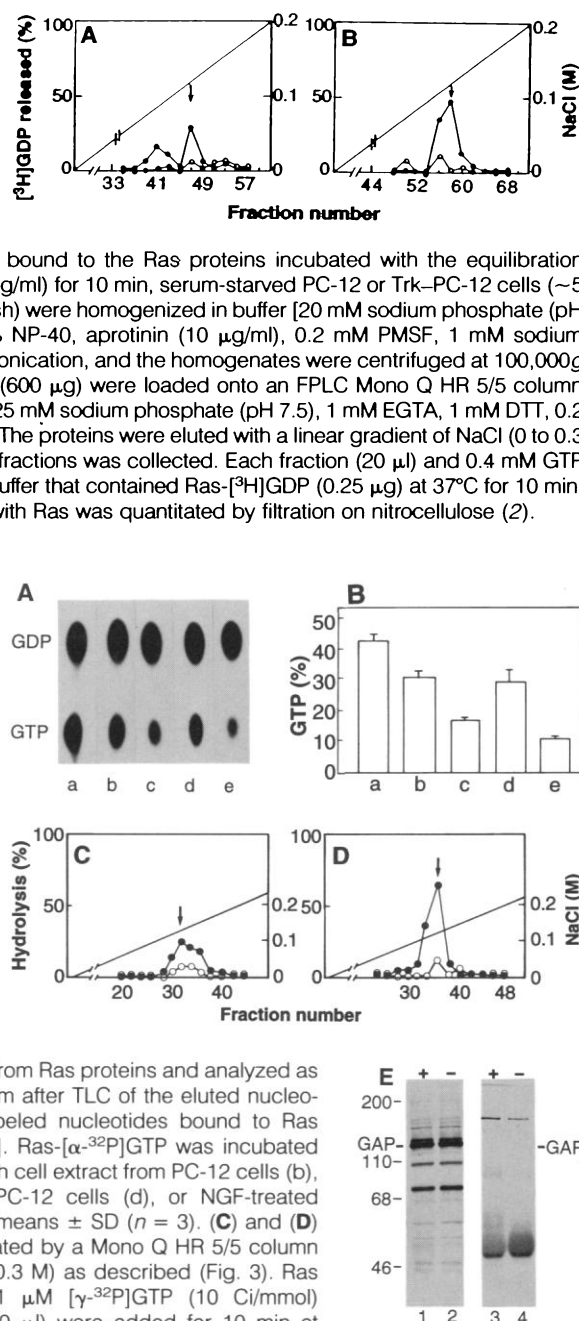 A
B
100
50
0
0.2
0.1
0
100
50
0
0.2
0.1
0
[³H]GDP released (%)
NaCl (M)
33 41 49 57
44 52 60 68
Fraction number
bound to the Ras proteins incubated with the equilibration
g/ml) for 10 min, serum-starved PC-12 or Trk–PC-12 cells (~5
sh) were homogenized in buffer [20 mM sodium phosphate (pH
NP-40, aprotinin (10 µg/ml), 0.2 mM PMSF, 1 mM sodium
onication, and the homogenates were centrifuged at 100,000g
(600 µg) were loaded onto an FPLC Mono Q HR 5/5 column
25 mM sodium phosphate (pH 7.5), 1 mM EGTA, 1 mM DTT, 0.2
The proteins were eluted with a linear gradient of NaCl (0 to 0.3
fractions was collected. Each fraction (20 µl) and 0.4 mM GTP
uffer that contained Ras-[³H]GDP (0.25 µg) at 37°C for 10 min.
with Ras was quantitated by filtration on nitrocellulose (2).
A
GDP
GTP
a b c d e
B
GTP (%)
50
40
30
20
10
0
a b c d e
C
D
Hydrolysis (%)
100
50
0
0.2
0.1
0
100
50
0
0.2
0.1
0
NaCl (M)
20 30 40
30 40 48
Fraction number
from Ras proteins and analyzed as
m after TLC of the eluted nucleo-
beled nucleotides bound to Ras
]. Ras-[α-³²P]GTP was incubated
h cell extract from PC-12 cells (b),
PC-12 cells (d), or NGF-treated
means ± SD (n = 3). (C) and (D)
ated by a Mono Q HR 5/5 column
0.3 M) as described (Fig. 3). Ras
1 µM [γ-³²P]GTP (10 Ci/mmol)
0 µl) were added for 10 min at
E
+ − + −
200–
GAP–
110–
68–
46–
–GAP
1 2 3 4